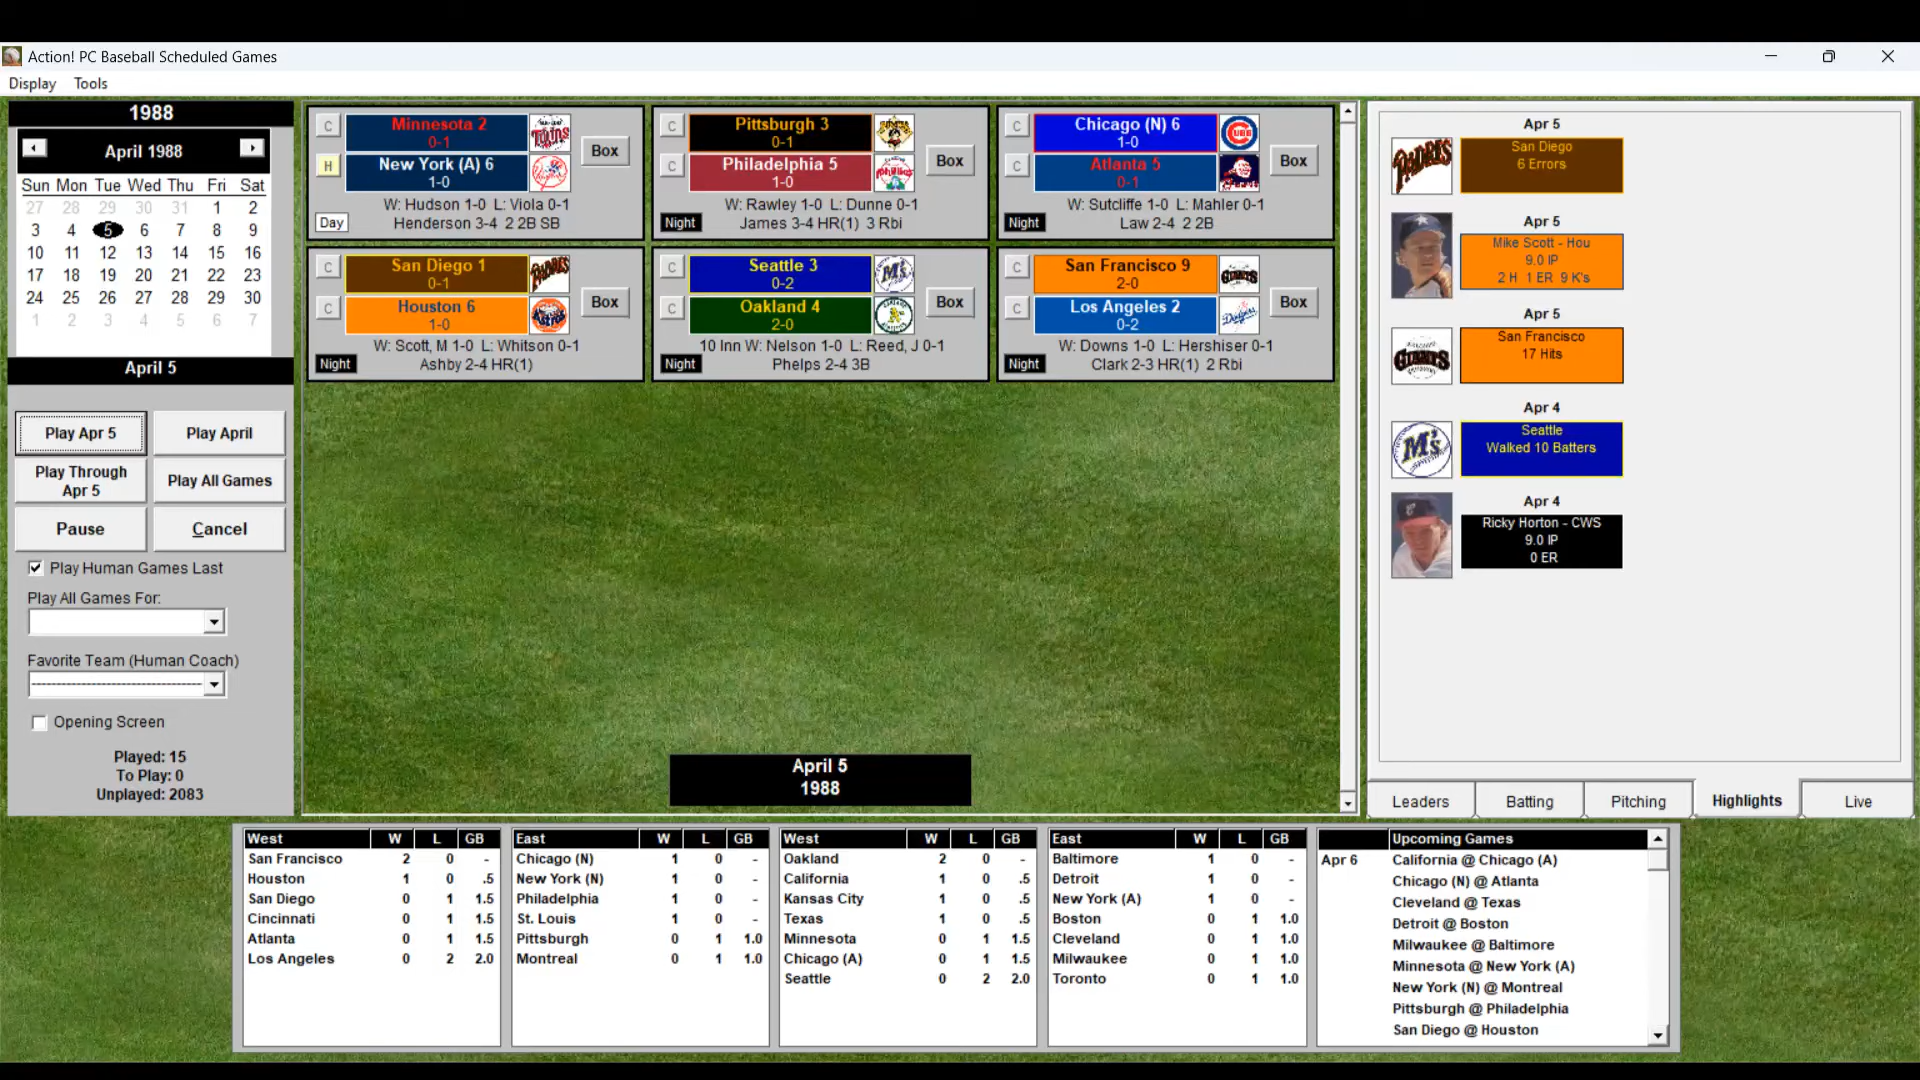 Action! PC Baseball Scheduled Games
Display Tools
1988
April 1988
Sun Mon Tue Wed Thu Fri Sat
27 28 29 30 31 1 2
3 4 5 6 7 8 9
10 11 12 13 14 15 16
17 18 19 20 21 22 23
24 25 26 27 28 29 30
1 2 3 4 5 6 7
April 5
Play Apr 5
Play April
Play Through Apr 5
Play All Games
Pause
Cancel
Play Human Games Last
Play All Games For:
Favorite Team (Human Coach)
Opening Screen
Played: 15
To Play: 0
Unplayed: 2083
C Minnesota 2
0-1
H New York (A) 6
1-0
Box
W: Hudson 1-0 L: Viola 0-1
Day Henderson 3-4 2 2B SB
C Pittsburgh 3
0-1
C Philadelphia 5
1-0
Box
W: Rawley 1-0 L: Dunne 0-1
Night James 3-4 HR(1) 3 Rbi
C Chicago (N) 6
1-0
C Atlanta 5
0-1
Box
W: Sutcliffe 1-0 L: Mahler 0-1
Night Law 2-4 2 2B
C San Diego 1
0-1
C Houston 6
1-0
Box
W: Scott, M 1-0 L: Whitson 0-1
Night Ashby 2-4 HR(1)
C Seattle 3
0-2
C Oakland 4
2-0
Box
10 Inn W: Nelson 1-0 L: Reed, J 0-1
Night Phelps 2-4 3B
C San Francisco 9
2-0
C Los Angeles 2
0-2
Box
W: Downs 1-0 L: Hershiser 0-1
Night Clark 2-3 HR(1) 2 Rbi
April 5
1988
Apr 5
PADRES
San Diego
6 Errors
Apr 5
Mike Scott - Hou
9.0 IP
2 H 1 ER 9 K's
Apr 5
GIANTS
San Francisco
17 Hits
Apr 4
M's
Seattle
Walked 10 Batters
Apr 4
Ricky Horton - CWS
9.0 IP
0 ER
Leaders Batting Pitching Highlights Live
West W L GB
San Francisco 2 0 -
Houston 1 0 .5
San Diego 0 1 1.5
Cincinnati 0 1 1.5
Atlanta 0 1 1.5
Los Angeles 0 2 2.0
East W L GB
Chicago (N) 1 0 -
New York (N) 1 0 -
Philadelphia 1 0 -
St. Louis 1 0 -
Pittsburgh 0 1 1.0
Montreal 0 1 1.0
West W L GB
Oakland 2 0 -
California 1 0 .5
Kansas City 1 0 .5
Texas 1 0 .5
Minnesota 0 1 1.5
Chicago (A) 0 1 1.5
Seattle 0 2 2.0
East W L GB
Baltimore 1 0 -
Detroit 1 0 -
New York (A) 1 0 -
Boston 0 1 1.0
Cleveland 0 1 1.0
Milwaukee 0 1 1.0
Toronto 0 1 1.0
Upcoming Games
Apr 6 California @ Chicago (A)
Chicago (N) @ Atlanta
Cleveland @ Texas
Detroit @ Boston
Milwaukee @ Baltimore
Minnesota @ New York (A)
New York (N) @ Montreal
Pittsburgh @ Philadelphia
San Diego @ Houston